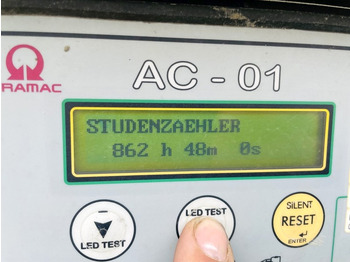 RAMAC
AC - 01
STUDENZAEHLER
862 h 48m 0s
LED TEST
LED TEST
SILENT
RESET
ENTER